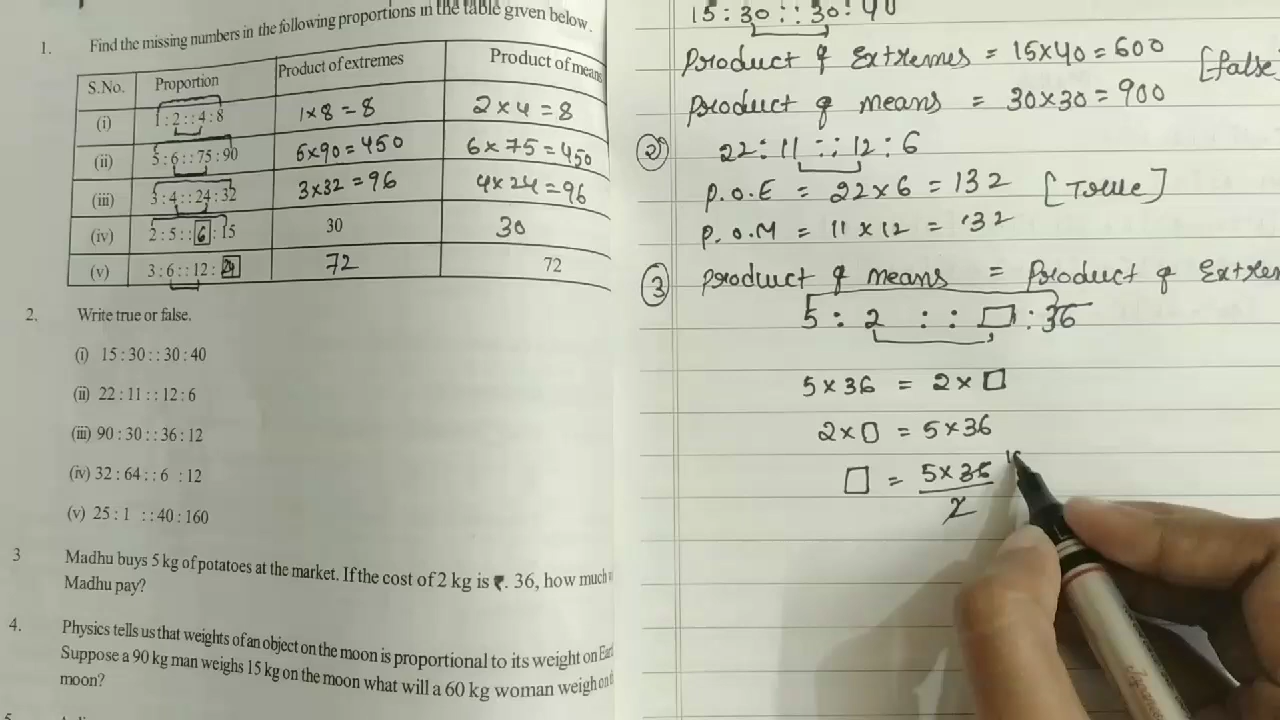 1. Find the missing numbers in the following proportions in the table given below.
S.No. Proportion Product of extremes Product of means
(i) 1 : 2 : : 4 : 8 1 × 8 = 8 2 × 4 = 8
(ii) 5 : 6 : : 75 : 90 5×90 = 450 6 × 75 = 450
(iii) 3 : 4 : : 24 : 32 3×32 = 96 4×24 = 96
(iv) 2 : 5 : : 6 : 15 30 30
(v) 3 : 6 : : 12 : 24 72 72
2. Write true or false.
(i) 15 : 30 : : 30 : 40
(ii) 22 : 11 : : 12 : 6
(iii) 90 : 30 : : 36 : 12
(iv) 32 : 64 : : 6 : 12
(v) 25 : 1 : : 40 : 160
3 Madhu buys 5 kg of potatoes at the market. If the cost of 2 kg is ₹. 36, how much
Madhu pay?
4. Physics tells us that weights of an object on the moon is proportional to its weight on
Suppose a 90 kg man weighs 15 kg on the moon what will a 60 kg woman weigh on
moon?
15 : 30 : : 30 : 40
Product of Extremes = 15×40 = 600 [false
Product of means = 30×30 = 900
② 22 : 11 : : 12 : 6
P.O.E = 22×6 = 132 [True]
P.O.M = 11 × 12 = 132
③ Product of means = Product of
5 : 2 : : □ : 36
5×36 = 2×□
2×□ = 5×36
□ = 5×36
2